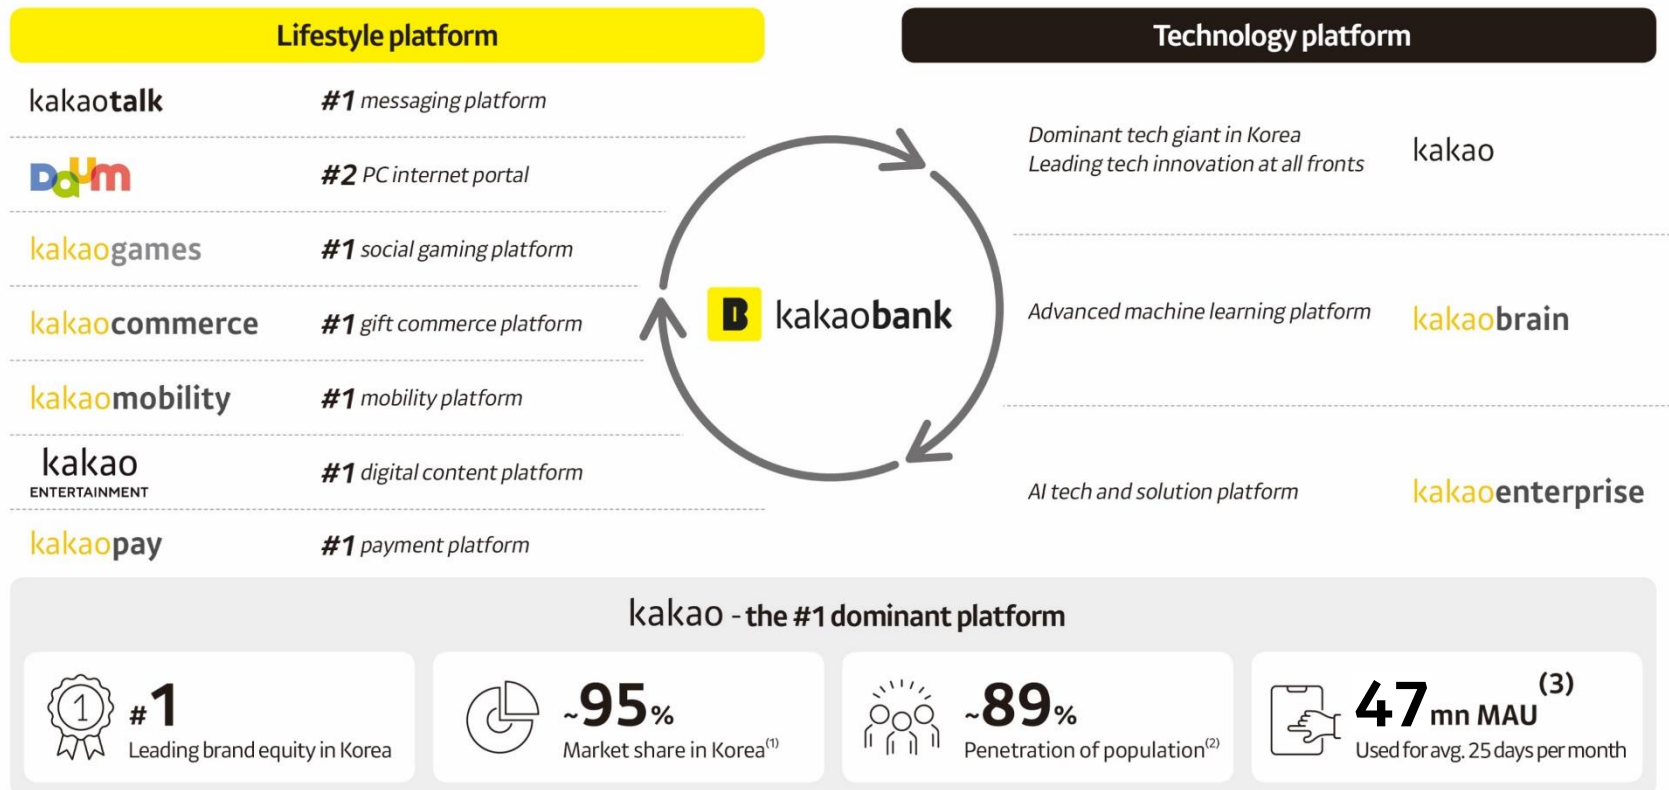 Lifestyle platform
kakaotalk #1 messaging platform
Daum #2 PC internet portal
kakaogames #1 social gaming platform
kakaocommerce #1 gift commerce platform
kakaomobility #1 mobility platform
kakao
ENTERTAINMENT
#1 digital content platform
kakaopay #1 payment platform
B kakaobank
Technology platform
Dominant tech giant in Korea
Leading tech innovation at all fronts
kakao
Advanced machine learning platform kakaobrain
AI tech and solution platform kakaoenterprise
kakao - the #1 dominant platform
1
#1
Leading brand equity in Korea
~95%
Market share in Korea(1)
~89%
Penetration of population(2)
47 mn MAU(3)
Used for avg. 25 days per month